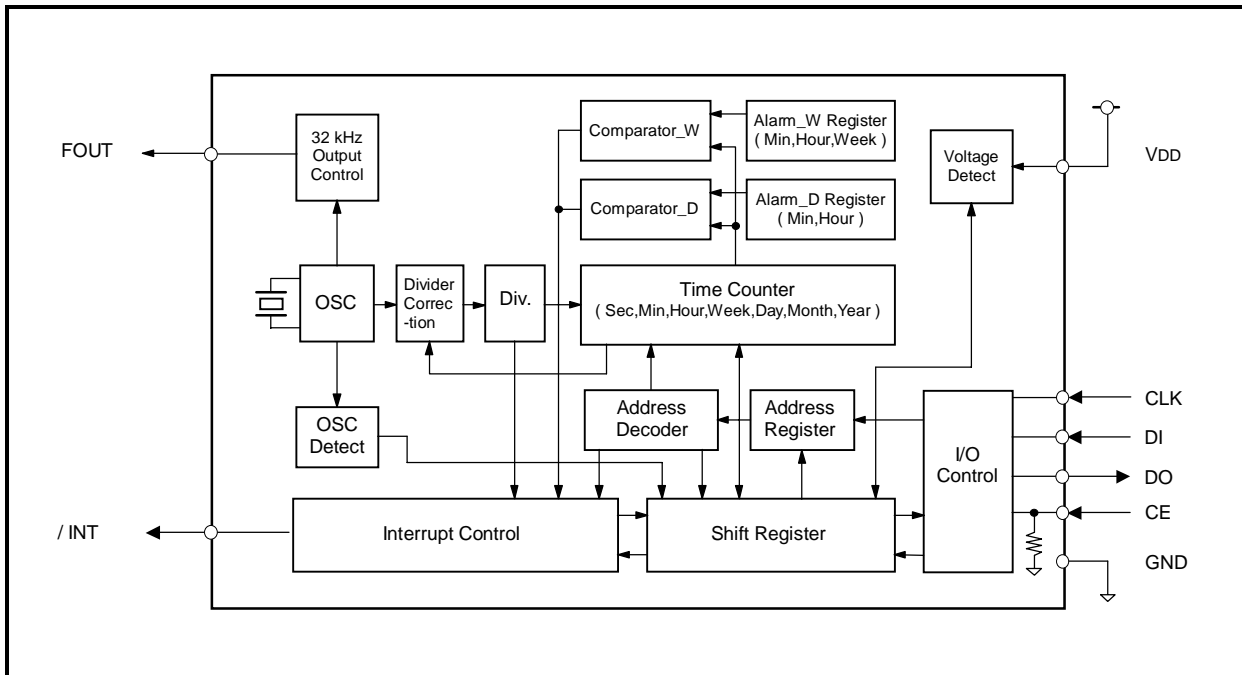 FOUT
32 kHz
Output
Control
Comparator_W
Alarm_W Register
( Min,Hour,Week )
Voltage
Detect
VDD
Comparator_D
Alarm_D Register
( Min,Hour )
OSC
Divider
Correc
-tion
Div.
Time Counter
( Sec,Min,Hour,Week,Day,Month,Year )
OSC
Detect
Address
Decoder
Address
Register
I/O
Control
CLK
DI
DO
CE
GND
/ INT
Interrupt Control
Shift Register